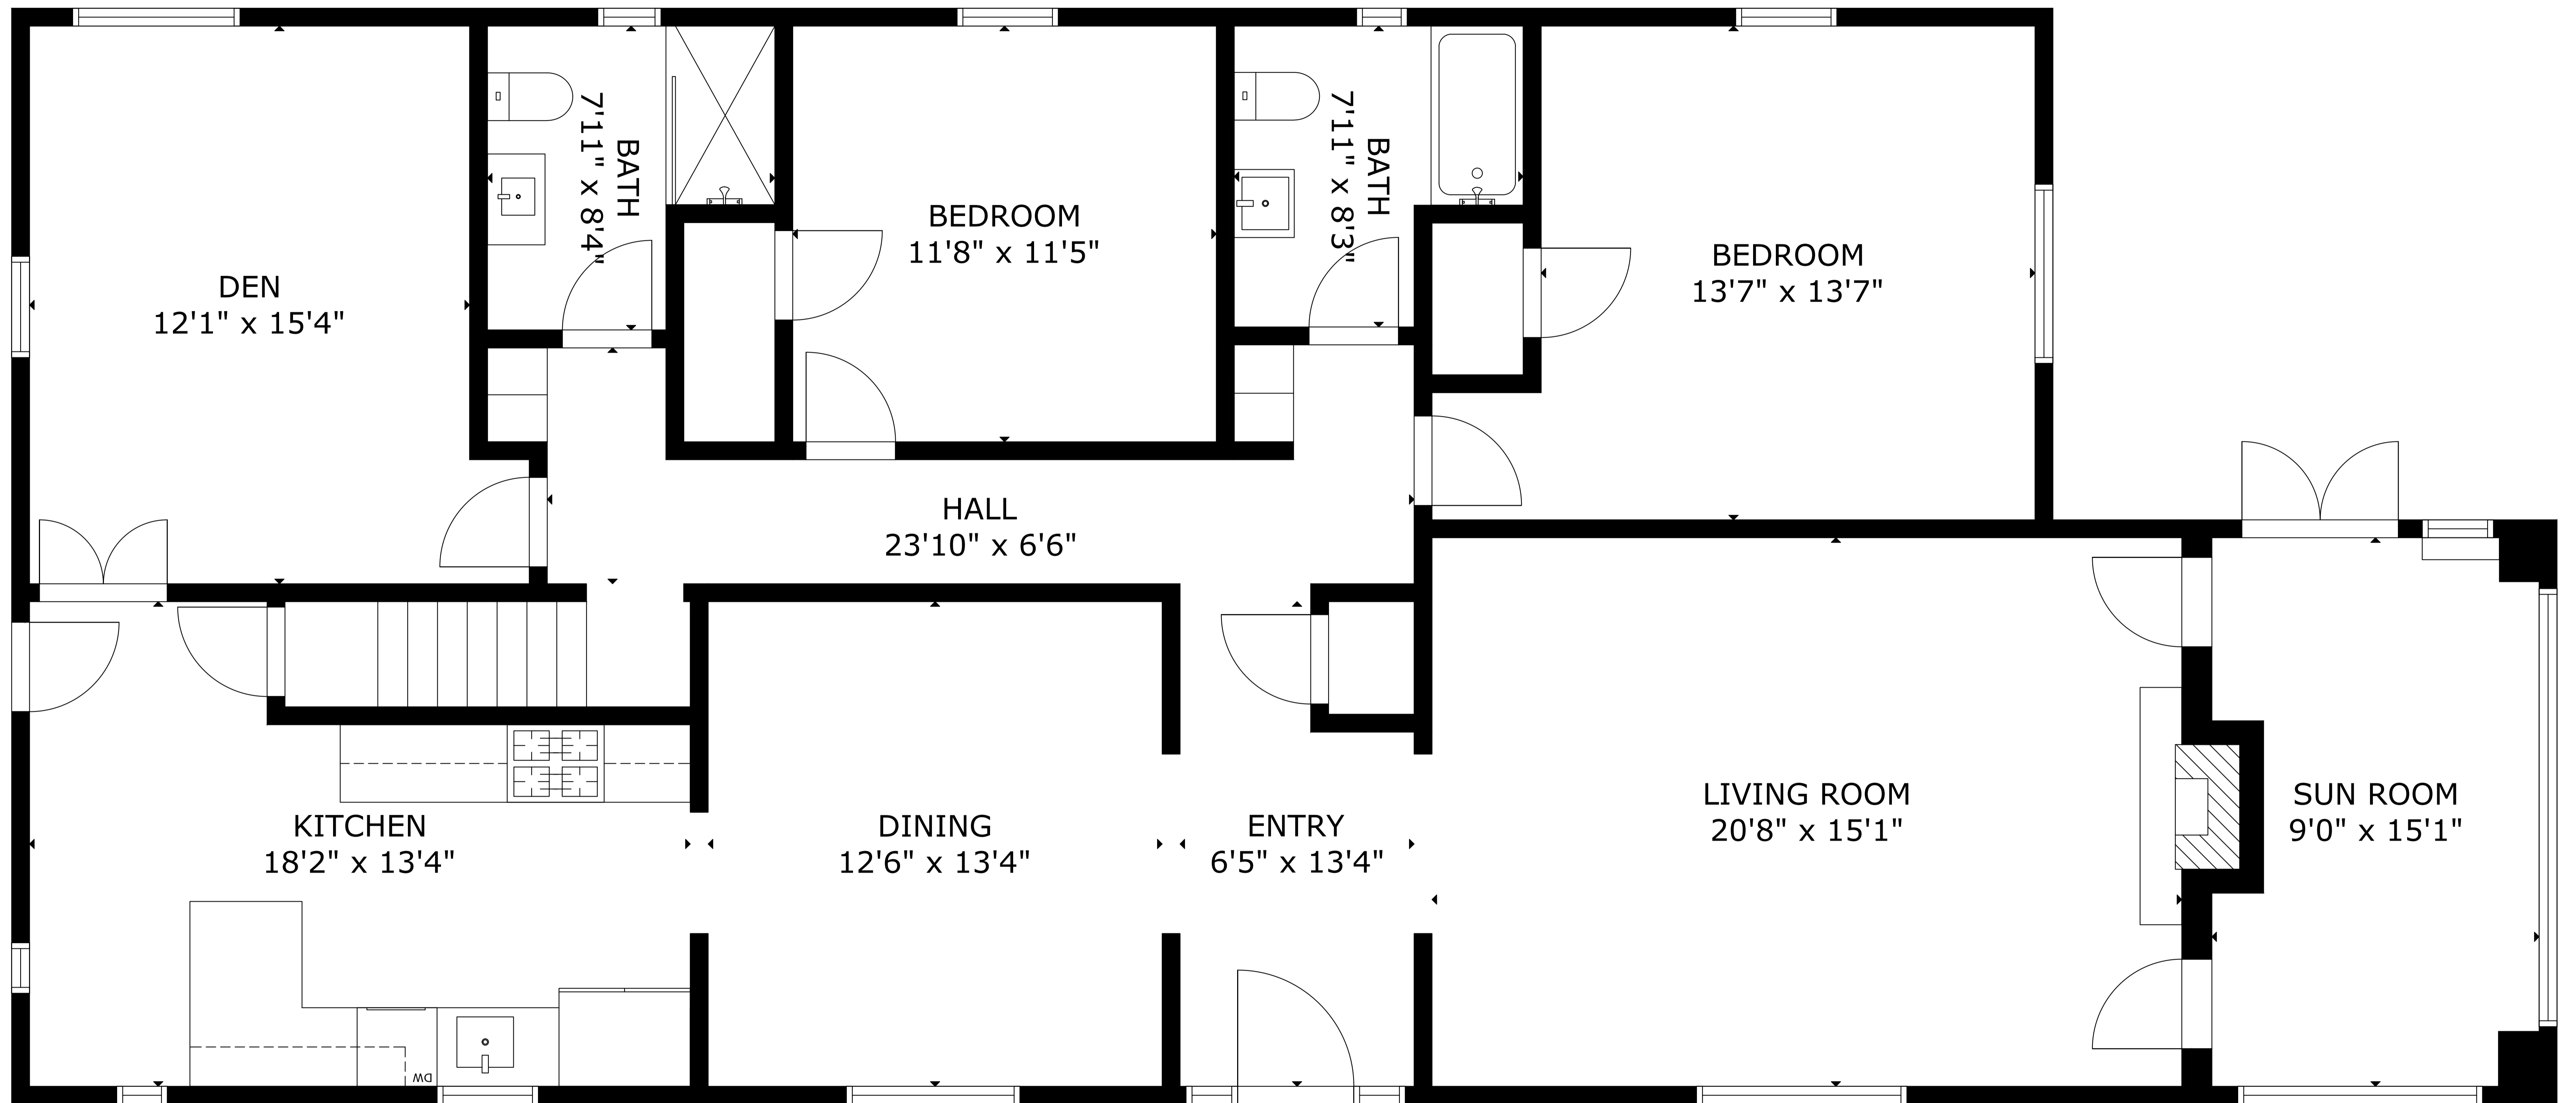 DEN
12'1" x 15'4"
BATH
7'11" x 8'4"
BEDROOM
11'8" x 11'5"
BATH
7'11" x 8'3"
BEDROOM
13'7" x 13'7"
HALL
23'10" x 6'6"
KITCHEN
18'2" x 13'4"
DW
DINING
12'6" x 13'4"
ENTRY
6'5" x 13'4"
LIVING ROOM
20'8" x 15'1"
SUN ROOM
9'0" x 15'1"